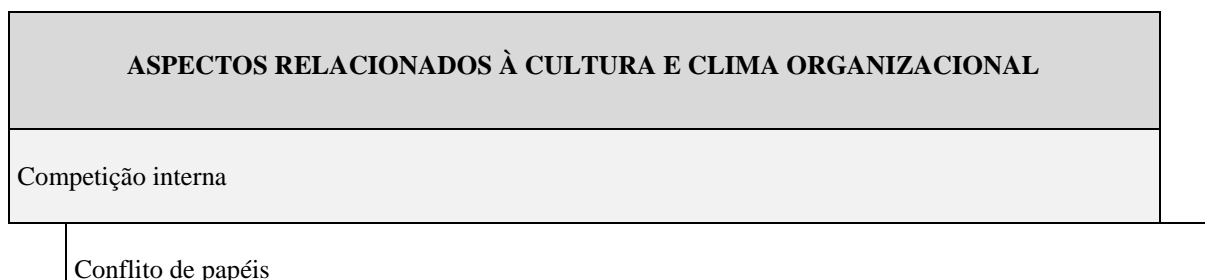 ASPECTOS RELACIONADOS À CULTURA E CLIMA ORGANIZACIONAL
Competição interna
Conflito de papéis